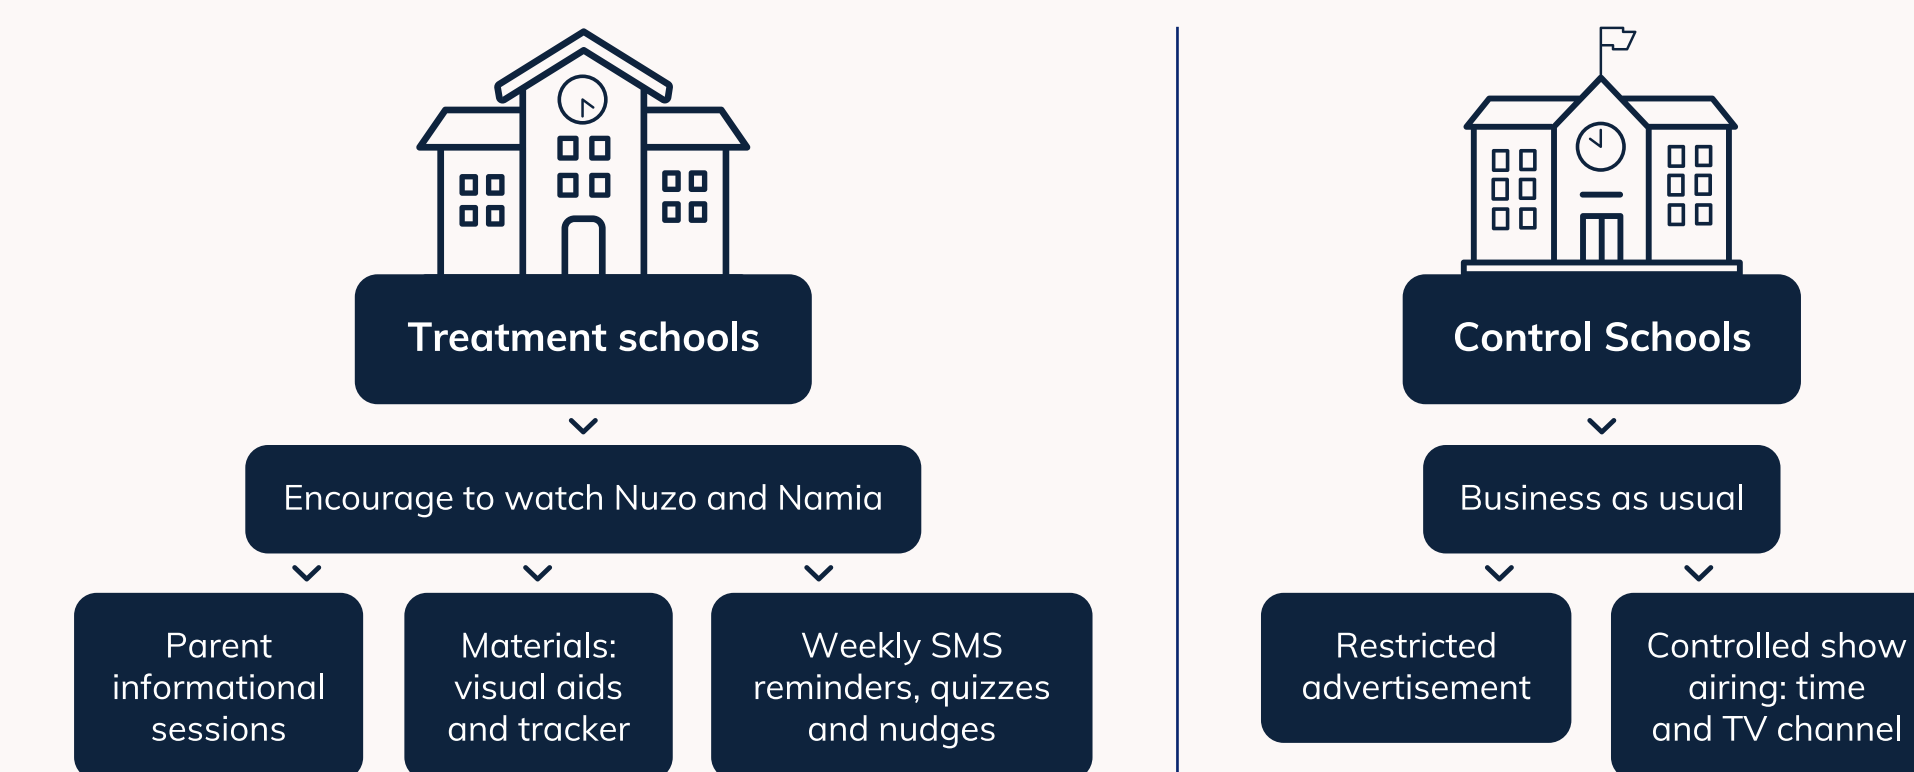 Treatment schools
Encourage to watch Nuzo and Namia
Parent
informational
sessions
Materials:
visual aids
and tracker
Weekly SMS
reminders, quizzes
and nudges
Control Schools
Business as usual
Restricted
advertisement
Controlled show
airing: time
and TV channel